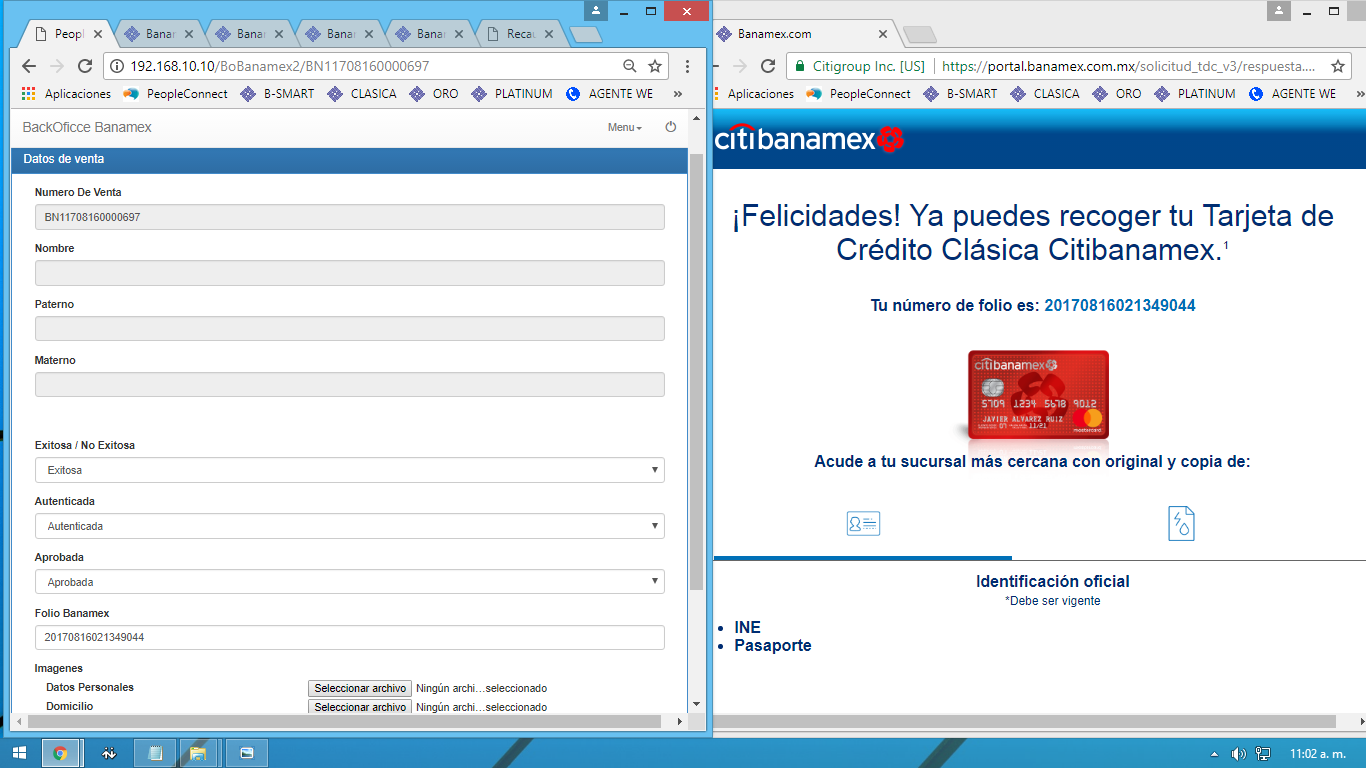 Peopl
Banar
Banar
Banar
Banar
Recau
192.168.10.10/BoBanamex2/BN11708160000697
Aplicaciones
PeopleConnect
B-SMART
CLASICA
ORO
PLATINUM
AGENTE WE
»
BackOficce Banamex
Menu
Datos de venta
Numero De Venta
BN11708160000697
Nombre
Paterno
Materno
Exitosa / No Exitosa
Exitosa
Autenticada
Autenticada
Aprobada
Aprobada
Folio Banamex
20170816021349044
Imagenes
Datos Personales
Seleccionar archivo Ningún archi...seleccionado
Domicilio
Seleccionar archivo Ningún archi...seleccionado
Banamex.com
Citigroup Inc. [US]
https://portal.banamex.com.mx/solicitud_tdc_v3/respuesta....
Aplicaciones
PeopleConnect
B-SMART
CLASICA
ORO
PLATINUM
AGENTE WE
»
citibanamex
¡Felicidades! Ya puedes recoger tu Tarjeta de
Crédito Clásica Citibanamex.1
Tu número de folio es: 20170816021349044
citibanamex
5709 1234 5678 9012
07 11/21
JAVIER ALVAREZ RUIZ
mastercard
Acude a tu sucursal más cercana con original y copia de:
Identificación oficial
*Debe ser vigente
INE
Pasaporte
11:02 a. m.